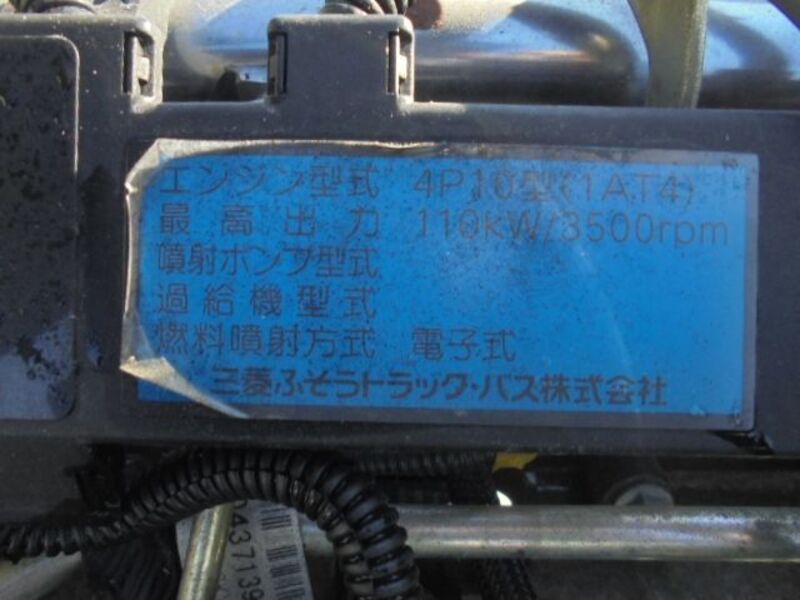 エンジン型式 4P10型(1AT4)
最高出力 110kW/3500rpm
噴射ポンプ型式
過給機型式
燃料噴射方式 電子式
三菱ふそうトラック・バス株式会社